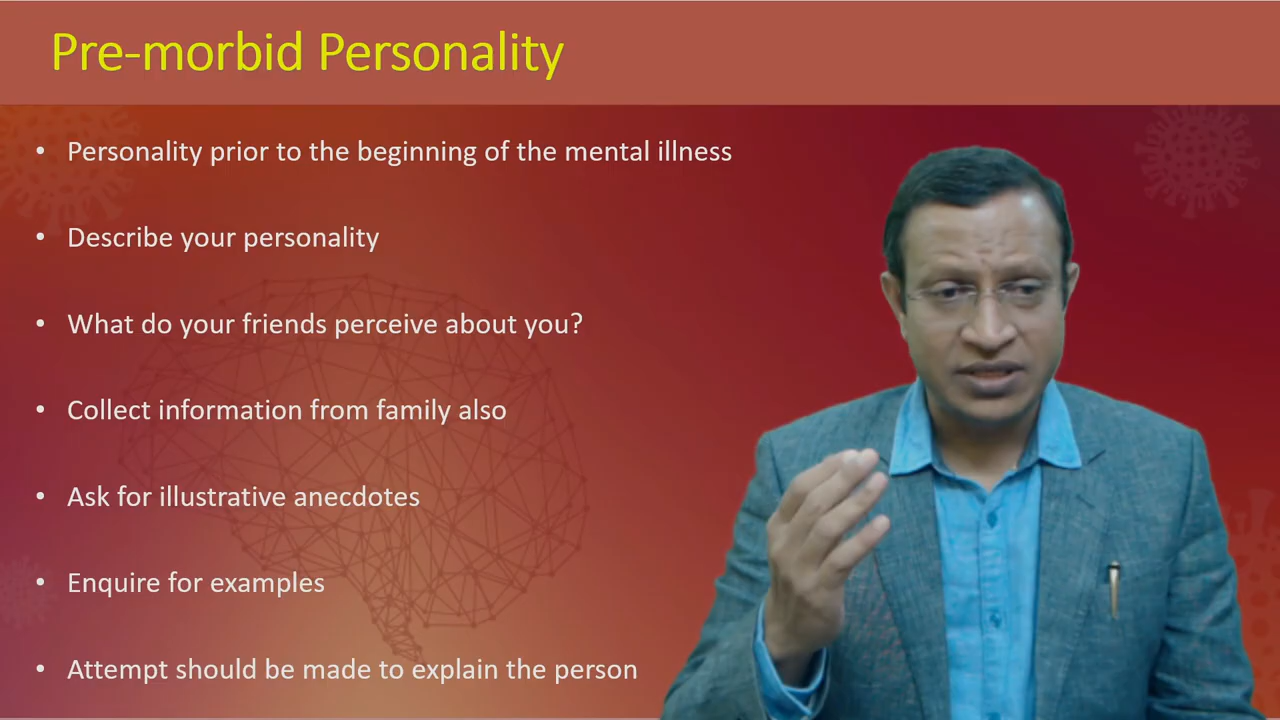 Pre-morbid Personality
• Personality prior to the beginning of the mental illness
• Describe your personality
• What do your friends perceive about you?
• Collect information from family also
• Ask for illustrative anecdotes
• Enquire for examples
• Attempt should be made to explain the person